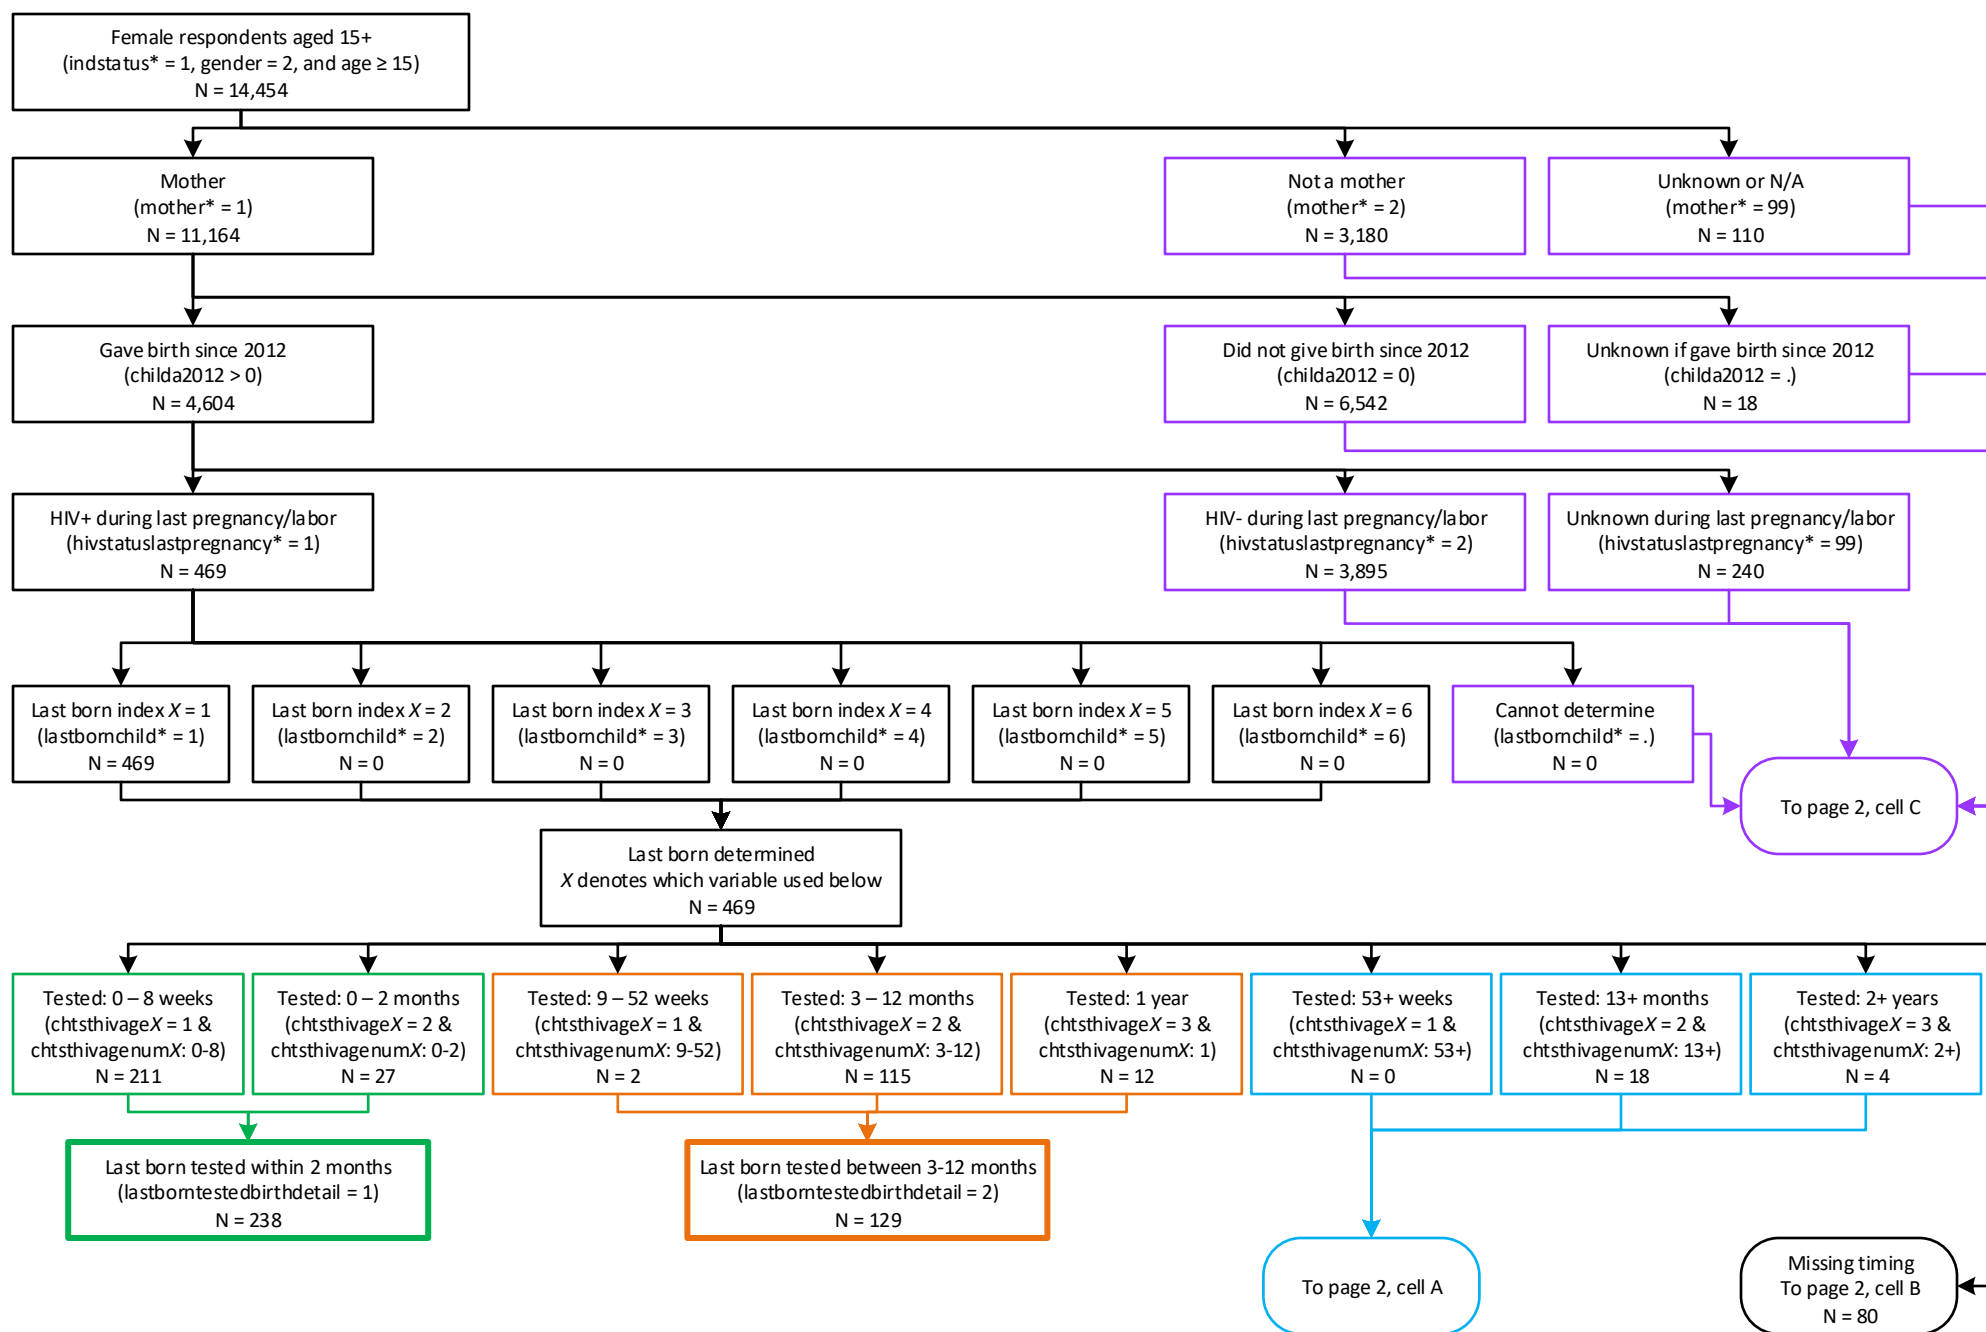 Female respondents aged 15+
(indstatus* = 1, gender = 2, and age ≥ 15)
N = 14,454
Mother
(mother* = 1)
N = 11,164
Not a mother
(mother* = 2)
N = 3,180
Unknown or N/A
(mother* = 99)
N = 110
Gave birth since 2012
(childa2012 > 0)
N = 4,604
Did not give birth since 2012
(childa2012 = 0)
N = 6,542
Unknown if gave birth since 2012
(childa2012 = .)
N = 18
HIV+ during last pregnancy/labor
(hivstatuslastpregnancy* = 1)
N = 469
HIV- during last pregnancy/labor
(hivstatuslastpregnancy* = 2)
N = 3,895
Unknown during last pregnancy/labor
(hivstatuslastpregnancy* = 99)
N = 240
Last born index X = 1
(lastbornchild* = 1)
N = 469
Last born index X = 2
(lastbornchild* = 2)
N = 0
Last born index X = 3
(lastbornchild* = 3)
N = 0
Last born index X = 4
(lastbornchild* = 4)
N = 0
Last born index X = 5
(lastbornchild* = 5)
N = 0
Last born index X = 6
(lastbornchild* = 6)
N = 0
Cannot determine
(lastbornchild* = .)
N = 0
To page 2, cell C
Last born determined
X denotes which variable used below
N = 469
Tested: 0 – 8 weeks
(chtsthivageX = 1 &
chtsthivagenumX: 0-8)
N = 211
Tested: 0 – 2 months
(chtsthivageX = 2 &
chtsthivagenumX: 0-2)
N = 27
Tested: 9 – 52 weeks
(chtsthivageX = 1 &
chtsthivagenumX: 9-52)
N = 2
Tested: 3 – 12 months
(chtsthivageX = 2 &
chtsthivagenumX: 3-12)
N = 115
Tested: 1 year
(chtsthivageX = 3 &
chtsthivagenumX: 1)
N = 12
Tested: 53+ weeks
(chtsthivageX = 1 &
chtsthivagenumX: 53+)
N = 0
Tested: 13+ months
(chtsthivageX = 2 &
chtsthivagenumX: 13+)
N = 18
Tested: 2+ years
(chtsthivageX = 3 &
chtsthivagenumX: 2+)
N = 4
Last born tested within 2 months
(lastborntestedbirthdetail = 1)
N = 238
Last born tested between 3-12 months
(lastborntestedbirthdetail = 2)
N = 129
To page 2, cell A
Missing timing
To page 2, cell B
N = 80